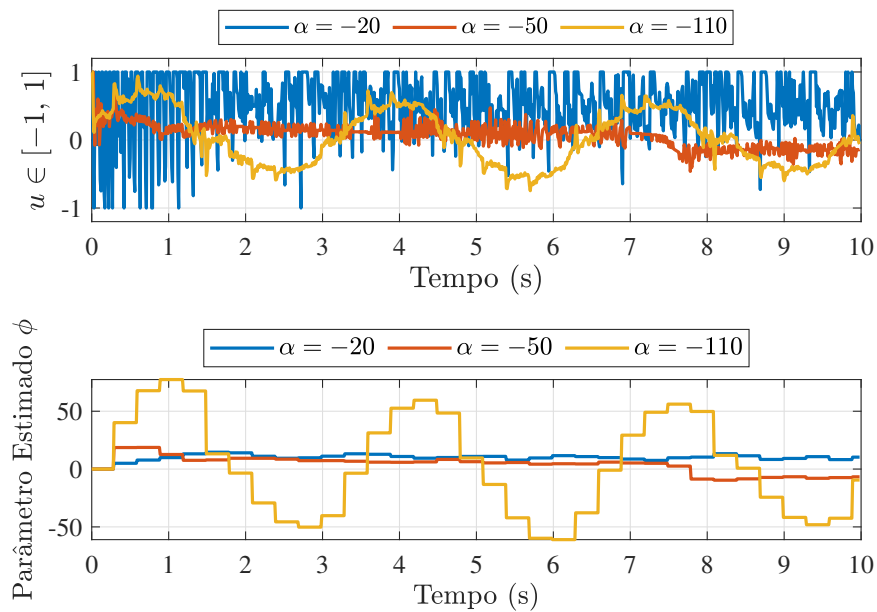 α = −20 α = −50 α = −110
u ∈ [−1, 1]
1
0
-1
0 1 2 3 4 5 6 7 8 9 10
Tempo (s)
α = −20 α = −50 α = −110
Parâmetro Estimado ϕ
50
0
-50
0 1 2 3 4 5 6 7 8 9 10
Tempo (s)